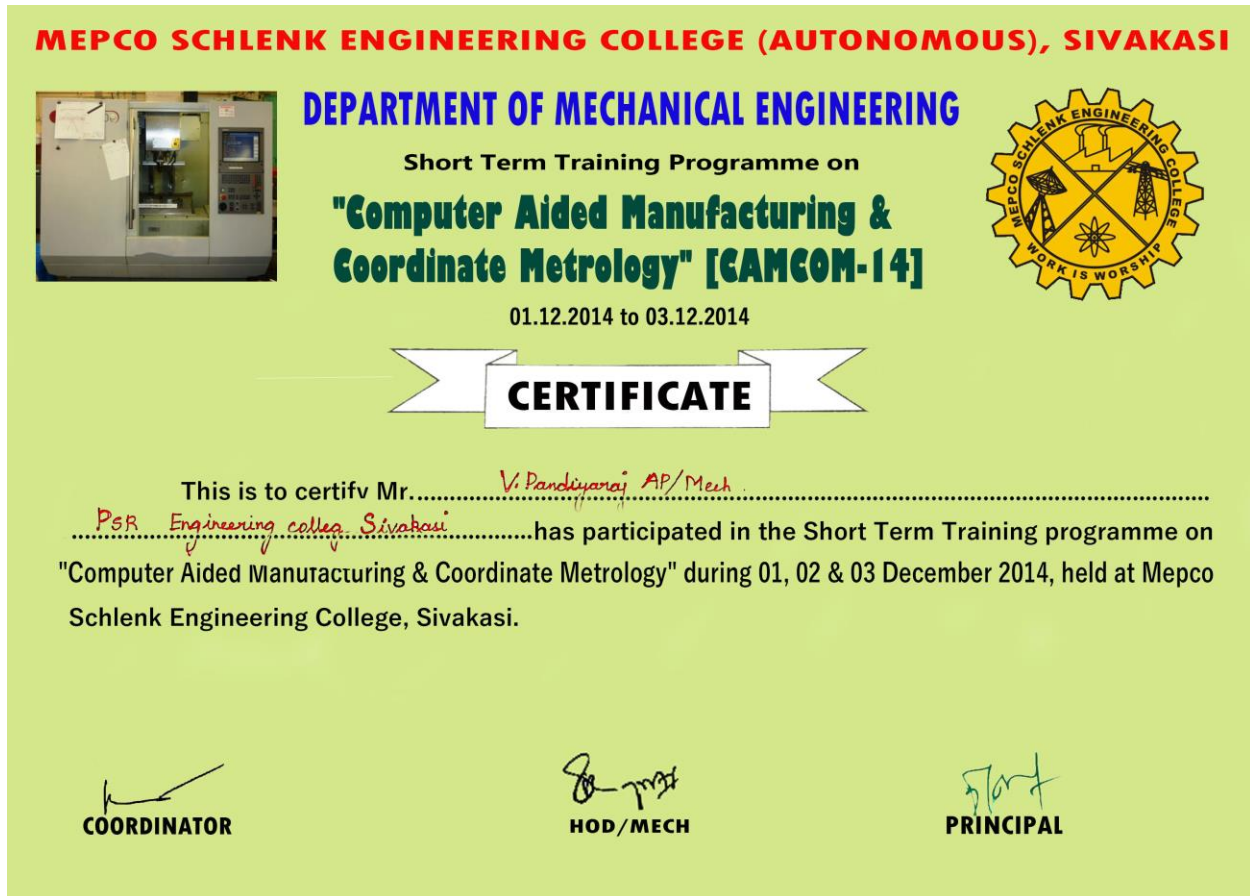 MEPCO SCHLENK ENGINEERING COLLEGE (AUTONOMOUS), SIVAKASI
DEPARTMENT OF MECHANICAL ENGINEERING
Short Term Training Programme on
"Computer Aided Manufacturing &
Coordinate Metrology" [CAMCOM-14]
01.12.2014 to 03.12.2014
MEPCO SCHLENK ENGINEERING COLLEGE
WORK IS WORSHIP
CERTIFICATE
This is to certify Mr. V. Pandiyaraj AP/Mech
PSR Engineering colleg Sivakasi has participated in the Short Term Training programme on
"Computer Aided Manufacturing & Coordinate Metrology" during 01, 02 & 03 December 2014, held at Mepco
Schlenk Engineering College, Sivakasi.
COORDINATOR
HOD/MECH
PRINCIPAL